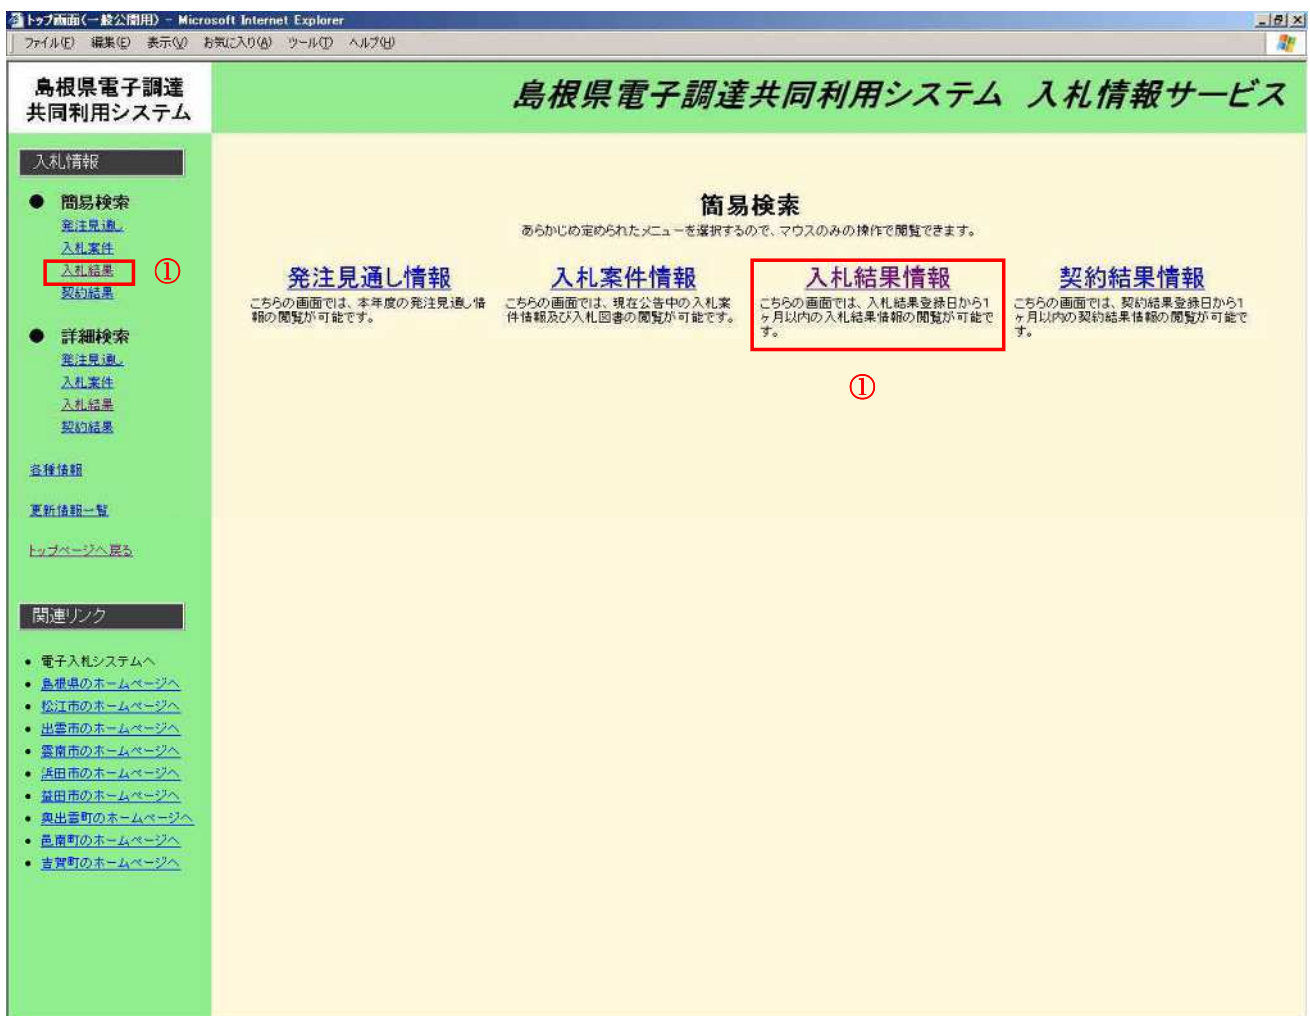 トップ画面(一般公開用) - Microsoft Internet Explorer
ファイル(F) 編集(E) 表示(V) お気に入り(A) ツール(T) ヘルプ(H)
島根県電子調達
共同利用システム
島根県電子調達共同利用システム 入札情報サービス
入札情報
● 簡易検索
発注見通し
入札案件
入札結果 ①
契約結果
● 詳細検索
発注見通し
入札案件
入札結果
契約結果
各種情報
更新情報一覧
トップページへ戻る
関連リンク
• 電子入札システムへ
• 島根県のホームページへ
• 松江市のホームページへ
• 出雲市のホームページへ
• 雲南市のホームページへ
• 浜田市のホームページへ
• 益田市のホームページへ
• 奥出雲町のホームページへ
• 邑南町のホームページへ
• 吉賀町のホームページへ
簡易検索
あらかじめ定められたメニューを選択するので、マウスのみの操作で閲覧できます。
発注見通し情報
こちらの画面では、本年度の発注見通し情
報の閲覧が可能です。
入札案件情報
こちらの画面では、現在公告中の入札案
件情報及び入札図書の閲覧が可能です。
入札結果情報
こちらの画面では、入札結果登録日から1
ヶ月以内の入札結果情報の閲覧が可能で
す。
①
契約結果情報
こちらの画面では、契約結果登録日から1
ヶ月以内の契約結果情報の閲覧が可能で
す。